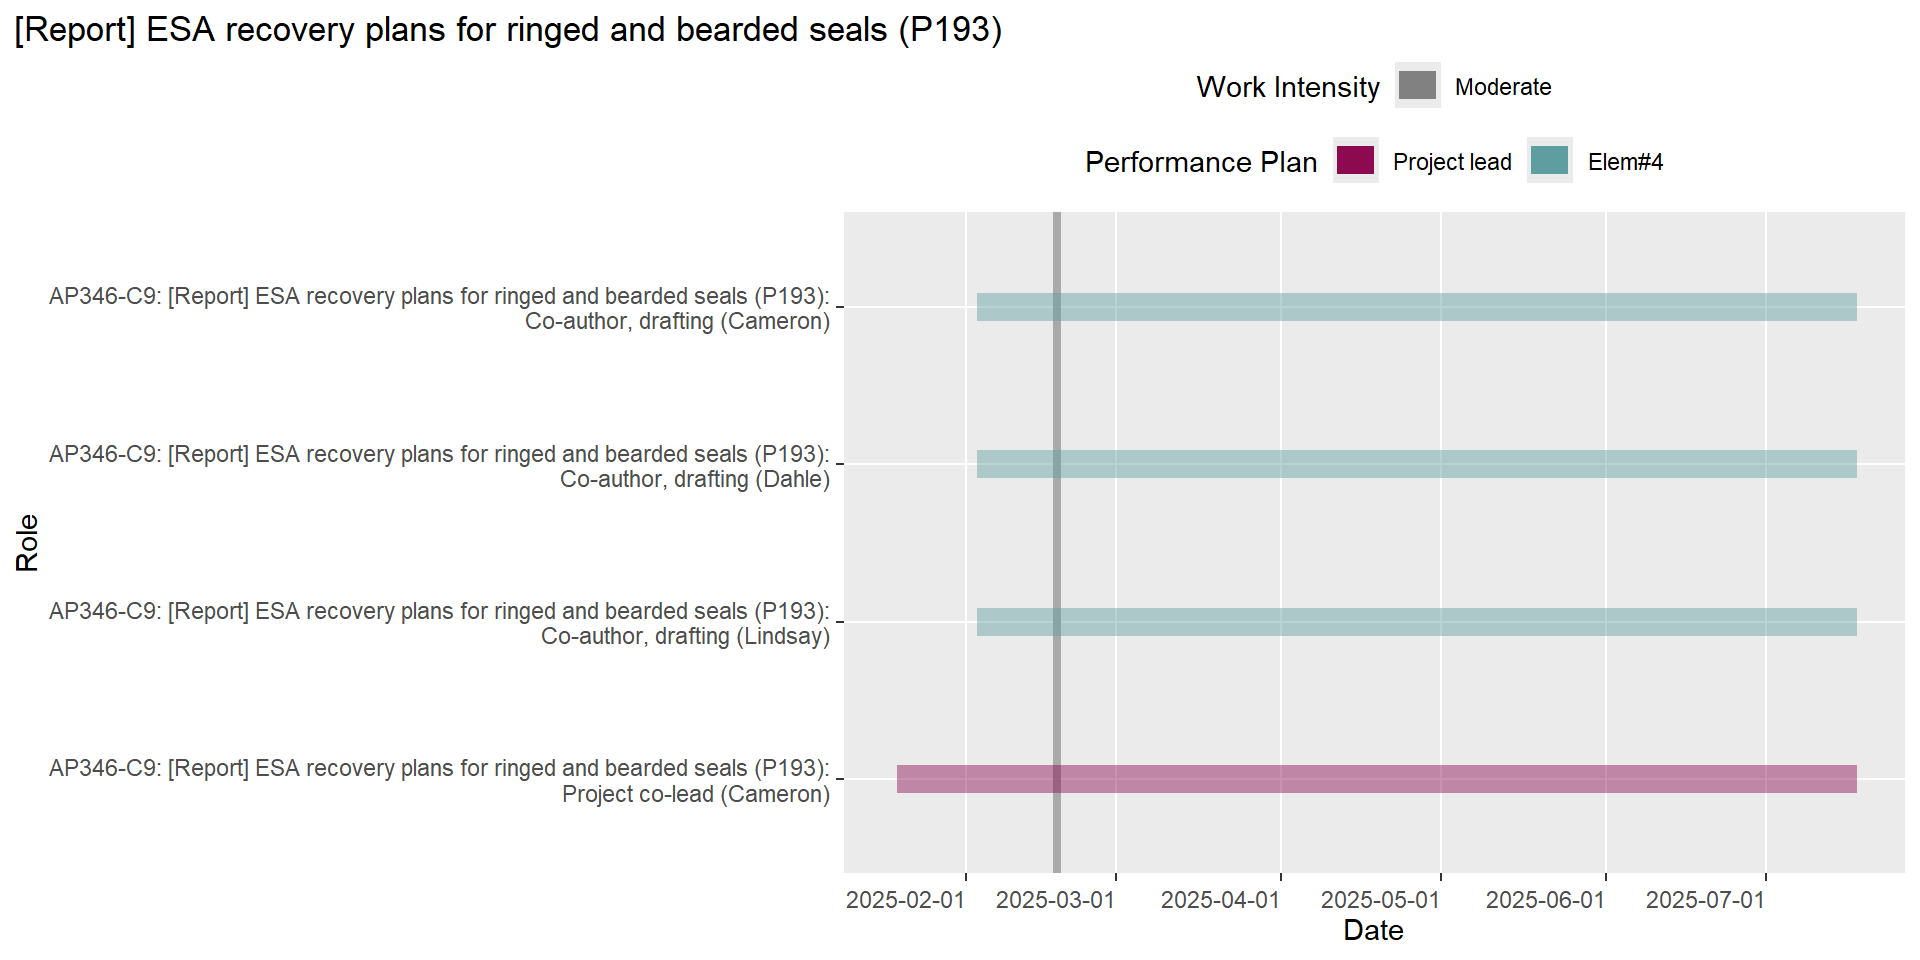 [Report] ESA recovery plans for ringed and bearded seals (P193)
Work Intensity Moderate
Performance Plan Project lead Elem#4
AP346-C9: [Report] ESA recovery plans for ringed and bearded seals (P193):
Co-author, drafting (Cameron)
AP346-C9: [Report] ESA recovery plans for ringed and bearded seals (P193):
Co-author, drafting (Dahle)
AP346-C9: [Report] ESA recovery plans for ringed and bearded seals (P193):
Co-author, drafting (Lindsay)
AP346-C9: [Report] ESA recovery plans for ringed and bearded seals (P193):
Project co-lead (Cameron)
Role
2025-02-01 2025-03-01 2025-04-01 2025-05-01 2025-06-01 2025-07-01
Date